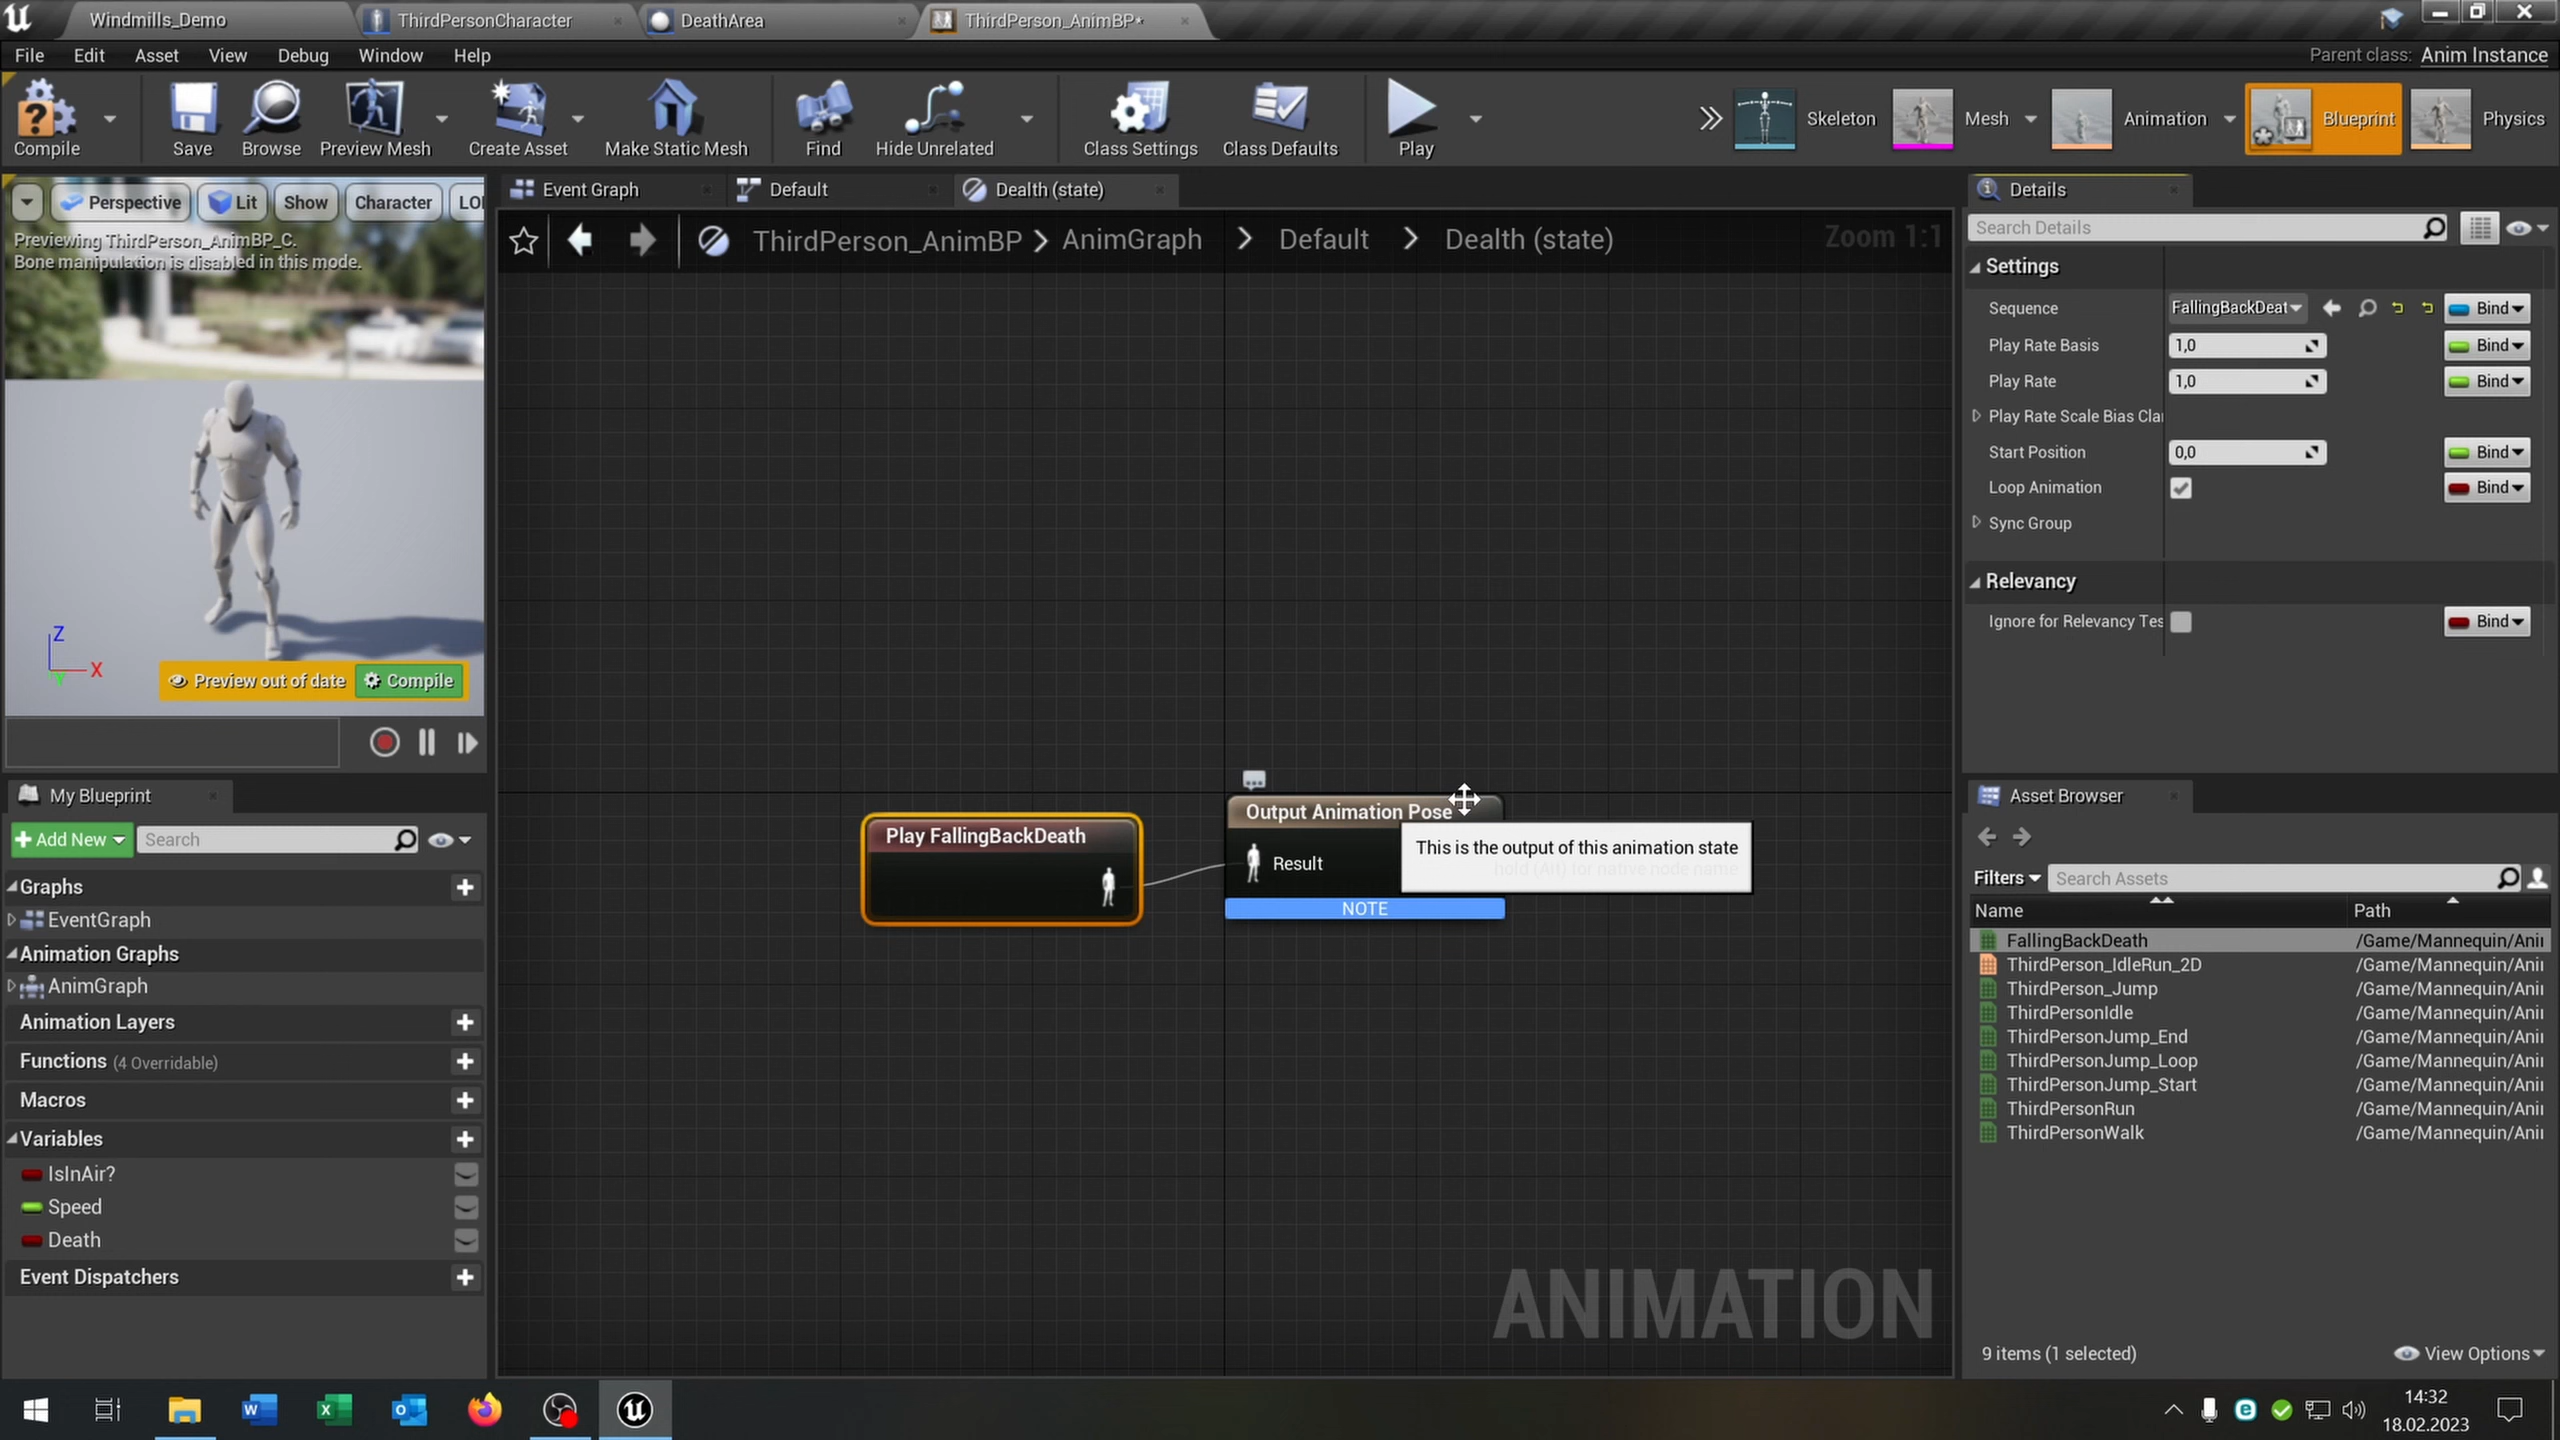 Windmills_Demo
ThirdPersonCharacter
DeathArea
ThirdPerson_AnimBP*
File Edit Asset View Debug Window Help
Parent class: Anim Instance
Compile
Save
Browse
Preview Mesh
Create Asset
Make Static Mesh
Find
Hide Unrelated
Class Settings
Class Defaults
Play
Skeleton
Mesh
Animation
Blueprint
Physics
Perspective Lit Show Character LO
Previewing ThirdPerson_AnimBP_C.
Bone manipulation is disabled in this mode.
Z
X
Y
Preview out of date Compile
Event Graph
Default
Dealth (state)
ThirdPerson_AnimBP > AnimGraph > Default > Dealth (state)
Zoom 1:1
Play FallingBackDeath
Output Animation Pose
Result
NOTE
This is the output of this animation state
hold (Alt) for native node name
ANIMATION
My Blueprint
Add New Search
Graphs
EventGraph
Animation Graphs
AnimGraph
Animation Layers
Functions (4 Overridable)
Macros
Variables
IsInAir?
Speed
Death
Event Dispatchers
Details
Search Details
Settings
Sequence FallingBackDeat Bind
Play Rate Basis 1,0 Bind
Play Rate 1,0 Bind
Play Rate Scale Bias Cla
Start Position 0,0 Bind
Loop Animation Bind
Sync Group
Relevancy
Ignore for Relevancy Tes Bind
Asset Browser
Filters Search Assets
Name Path
FallingBackDeath /Game/Mannequin/Ani
ThirdPerson_IdleRun_2D /Game/Mannequin/Ani
ThirdPerson_Jump /Game/Mannequin/Ani
ThirdPersonIdle /Game/Mannequin/Ani
ThirdPersonJump_End /Game/Mannequin/Ani
ThirdPersonJump_Loop /Game/Mannequin/Ani
ThirdPersonJump_Start /Game/Mannequin/Ani
ThirdPersonRun /Game/Mannequin/Ani
ThirdPersonWalk /Game/Mannequin/Ani
9 items (1 selected)
View Options
14:32
18.02.2023